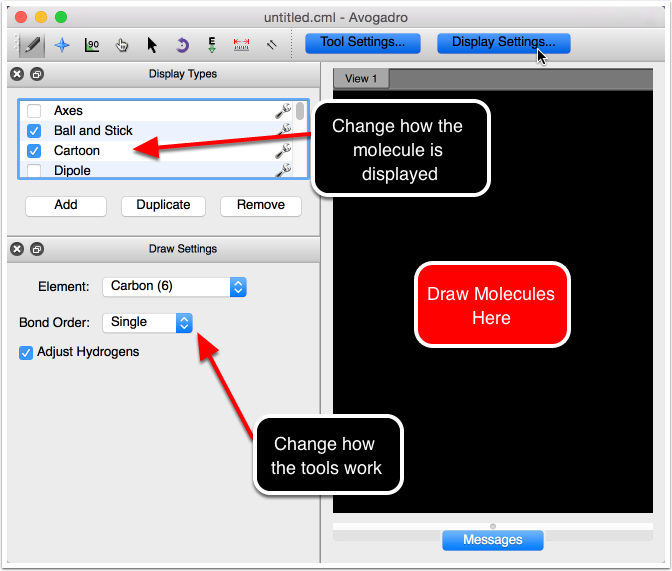 untitled.cml - Avogadro
90
E
Tool Settings...
Display Settings...
Display Types
Axes
Ball and Stick
Cartoon
Dipole
Add
Duplicate
Remove
Draw Settings
Element:
Carbon (6)
Bond Order:
Single
Adjust Hydrogens
View 1
Change how the
molecule is
displayed
Draw Molecules
Here
Change how
the tools work
Messages